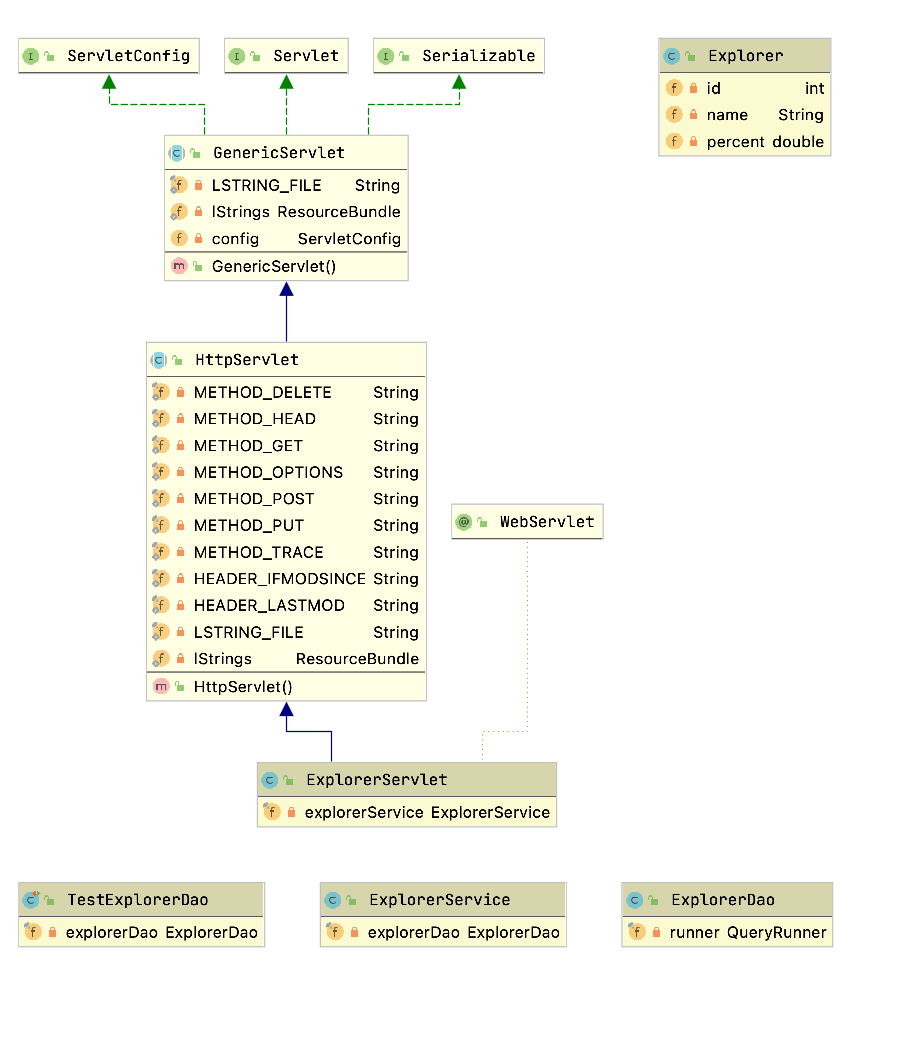 ServletConfig
Servlet
Serializable
Explorer
id int
name String
percent double
GenericServlet
LSTRING_FILE String
lStrings ResourceBundle
config ServletConfig
GenericServlet()
HttpServlet
METHOD_DELETE String
METHOD_HEAD String
METHOD_GET String
METHOD_OPTIONS String
METHOD_POST String
METHOD_PUT String
METHOD_TRACE String
HEADER_IFMODSINCE String
HEADER_LASTMOD String
LSTRING_FILE String
lStrings ResourceBundle
HttpServlet()
WebServlet
ExplorerServlet
explorerService ExplorerService
TestExplorerDao
explorerDao ExplorerDao
ExplorerService
explorerDao ExplorerDao
ExplorerDao
runner QueryRunner